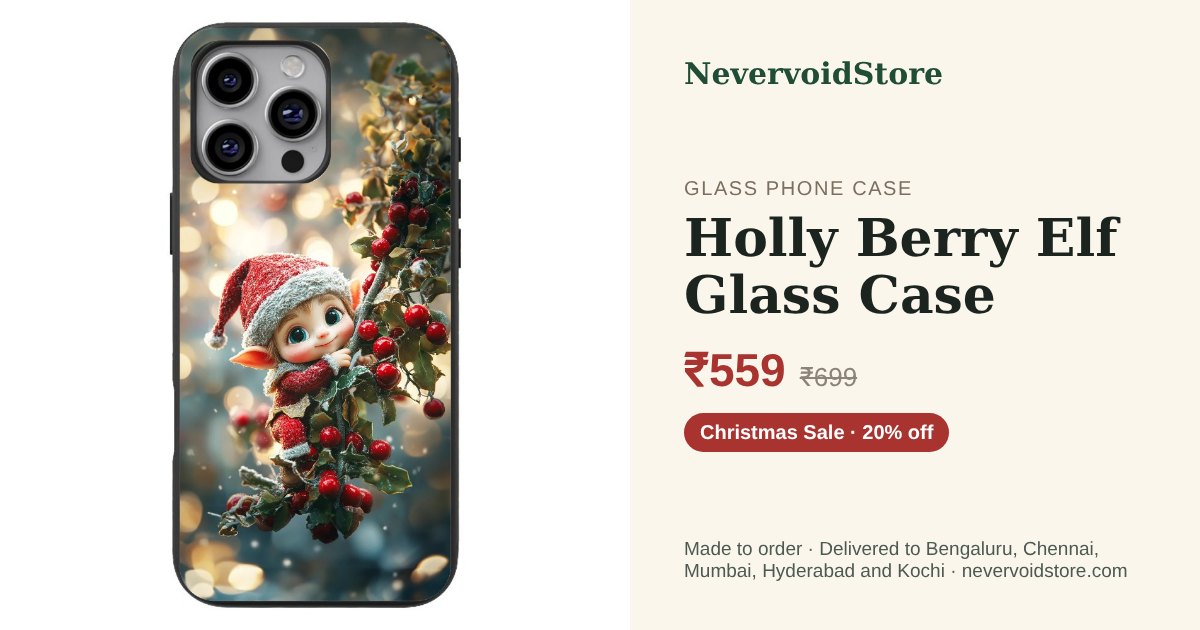 NevervoidStore
GLASS PHONE CASE
Holly Berry Elf
Glass Case
₹559 ₹699
Christmas Sale · 20% off
Made to order · Delivered to Bengaluru, Chennai,
Mumbai, Hyderabad and Kochi · nevervoidstore.com